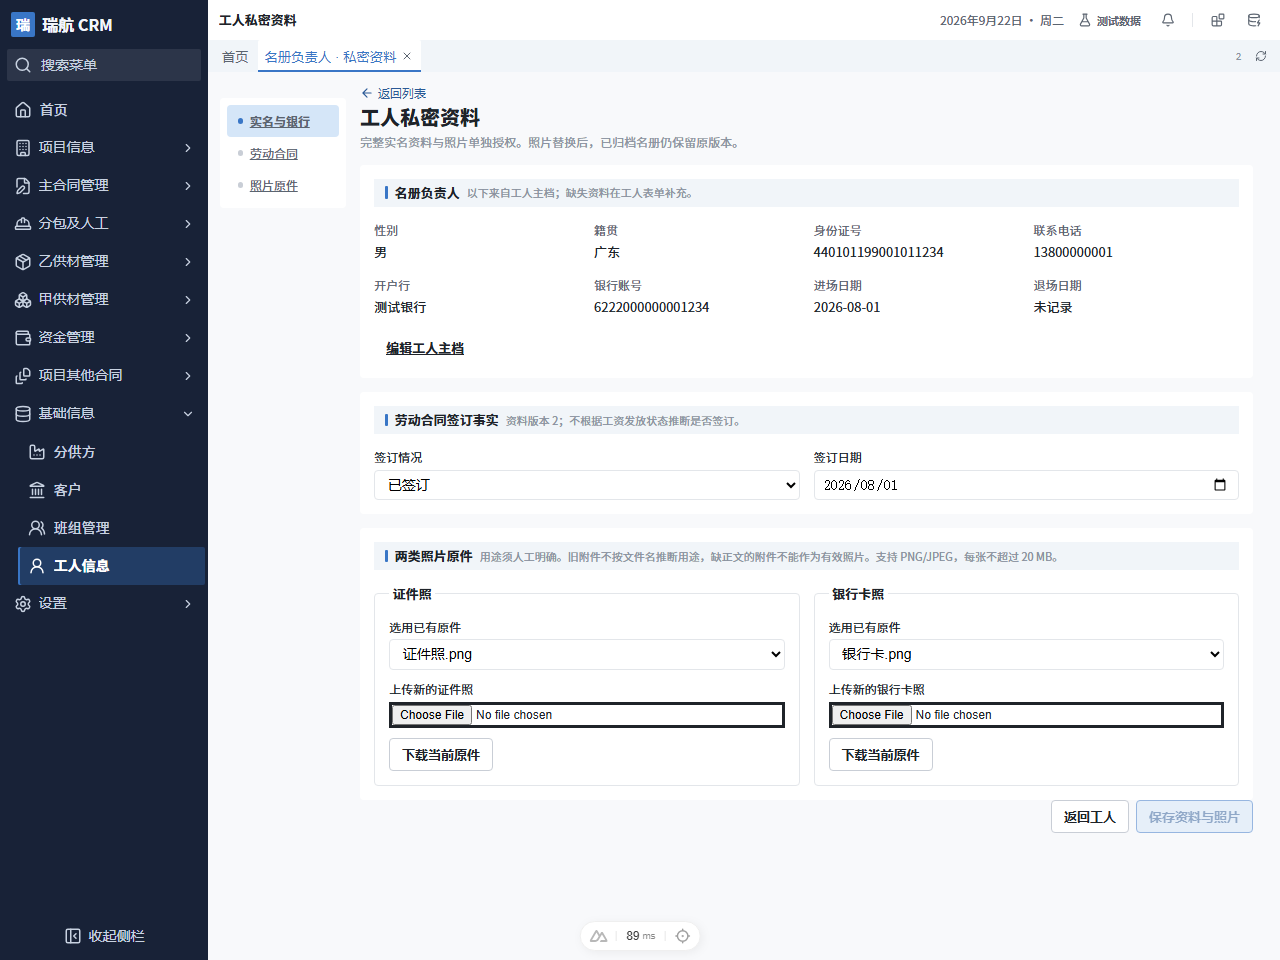 瑞 瑞航 CRM
搜索菜单
首页
项目信息
主合同管理
分包及人工
乙供材管理
甲供材管理
资金管理
项目其他合同
基础信息
分供方
客户
班组管理
工人信息
设置
收起侧栏
工人私密资料
2026年9月22日 · 周二 测试数据
首页 名册负责人 · 私密资料 ×
2
实名与银行
劳动合同
照片原件
← 返回列表
工人私密资料
完整实名资料与照片单独授权。照片替换后，已归档名册仍保留原版本。
名册负责人 以下来自工人主档；缺失资料在工人表单补充。
性别 籍贯 身份证号 联系电话
男 广东 440101199001011234 13800000001
开户行 银行账号 进场日期 退场日期
测试银行 6222000000001234 2026-08-01 未记录
编辑工人主档
劳动合同签订事实 资料版本 2；不根据工资发放状态推断是否签订。
签订情况 签订日期
已签订 2026/08/01
两类照片原件 用途须人工明确。旧附件不按文件名推断用途，缺正文的附件不能作为有效照片。支持 PNG/JPEG，每张不超过 20 MB。
证件照 银行卡照
选用已有原件 选用已有原件
证件照.png 银行卡.png
上传新的证件照 上传新的银行卡照
Choose File No file chosen Choose File No file chosen
下载当前原件 下载当前原件
返回工人 保存资料与照片
89 ms